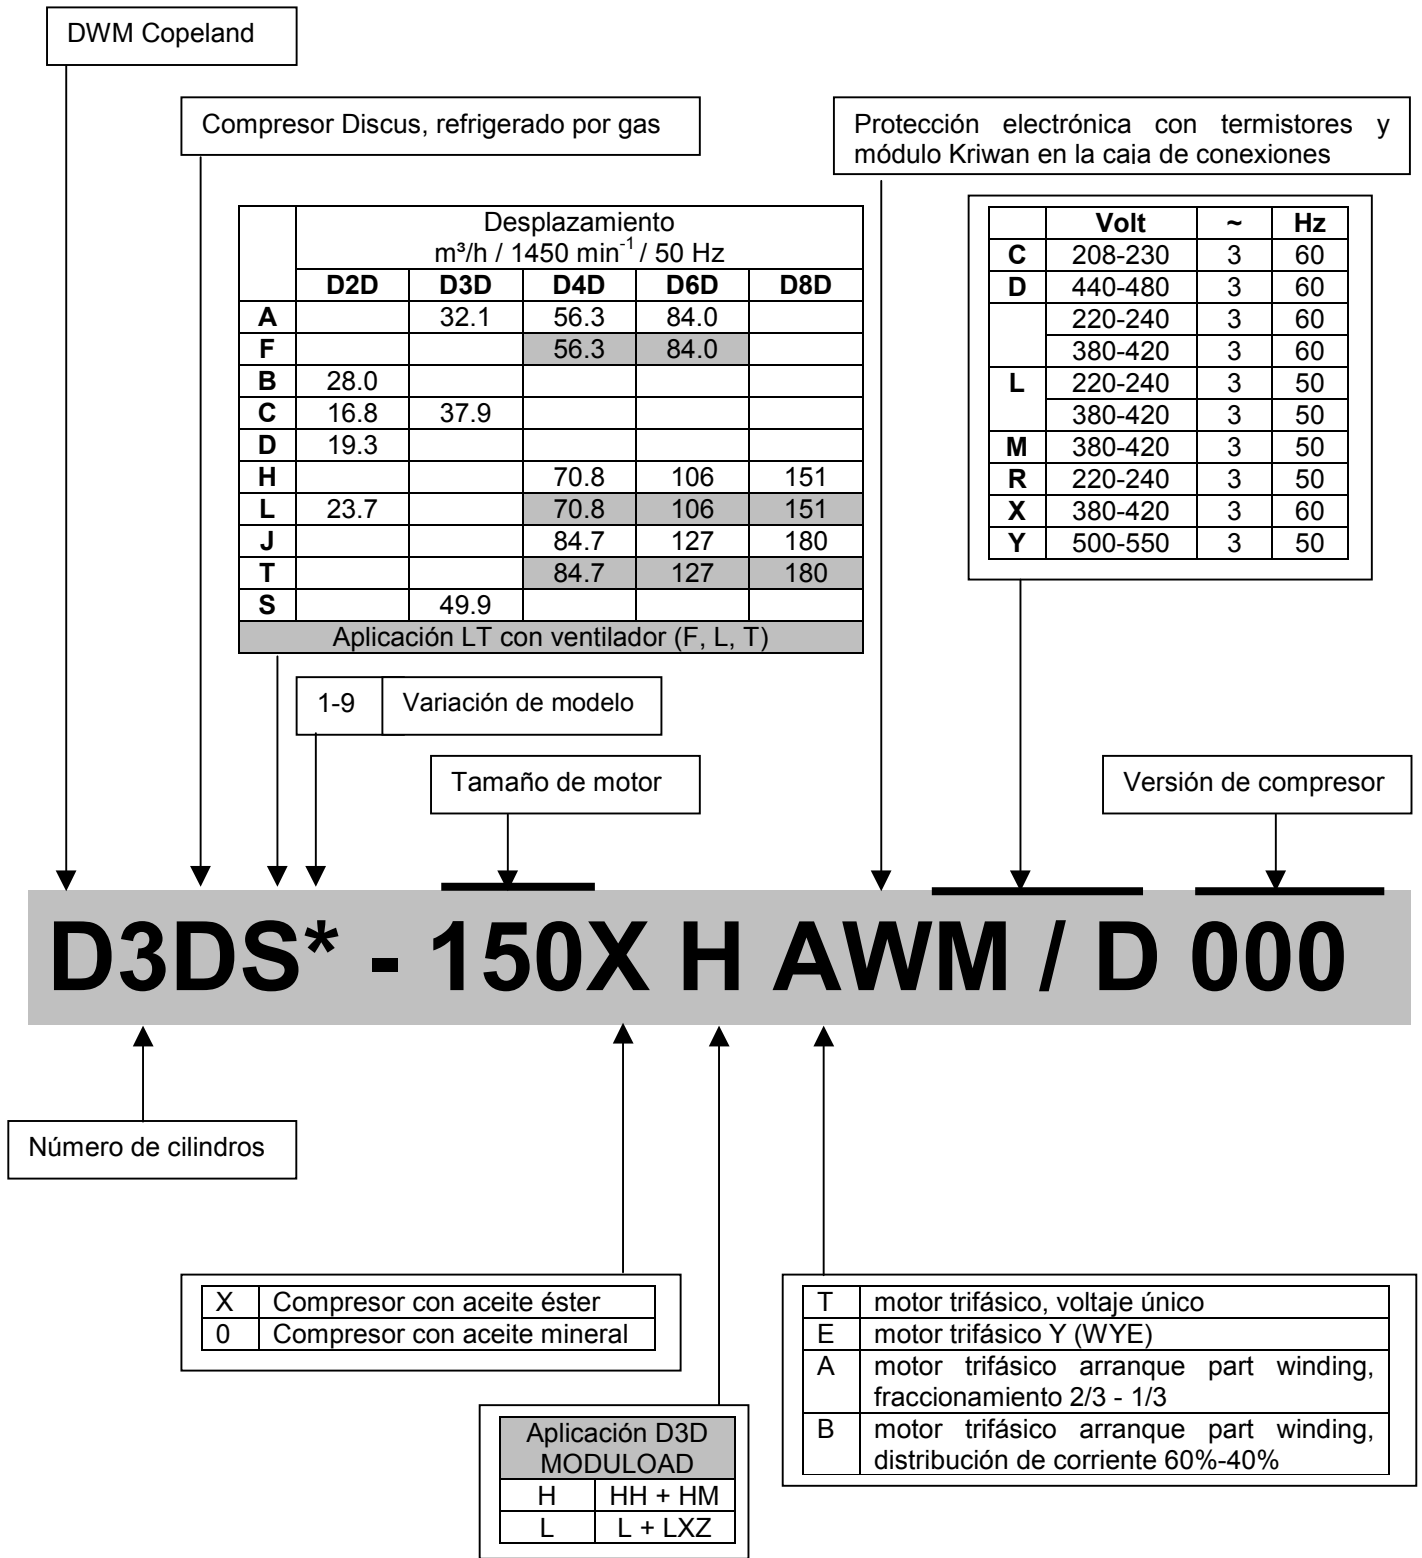 DWM Copeland
Compresor Discus, refrigerado por gas
Protección electrónica con termistores y
módulo Kriwan en la caja de conexiones
Desplazamiento
m³/h / 1450 min⁻¹ / 50 Hz
D2D D3D D4D D6D D8D
A 32.1 56.3 84.0
F 56.3 84.0
B 28.0
C 16.8 37.9
D 19.3
H 70.8 106 151
L 23.7 70.8 106 151
J 84.7 127 180
T 84.7 127 180
S 49.9
Aplicación LT con ventilador (F, L, T)
Volt ~ Hz
C 208-230 3 60
D 440-480 3 60
220-240 3 60
380-420 3 60
L 220-240 3 50
380-420 3 50
M 380-420 3 50
R 220-240 3 50
X 380-420 3 60
Y 500-550 3 50
1-9 Variación de modelo
Tamaño de motor
Versión de compresor
D3DS* - 150X H AWM / D 000
Número de cilindros
X Compresor con aceite éster
0 Compresor con aceite mineral
Aplicación D3D
MODULOAD
H HH + HM
L L + LXZ
T motor trifásico, voltaje único
E motor trifásico Y (WYE)
A motor trifásico arranque part winding,
fraccionamiento 2/3 - 1/3
B motor trifásico arranque part winding,
distribución de corriente 60%-40%